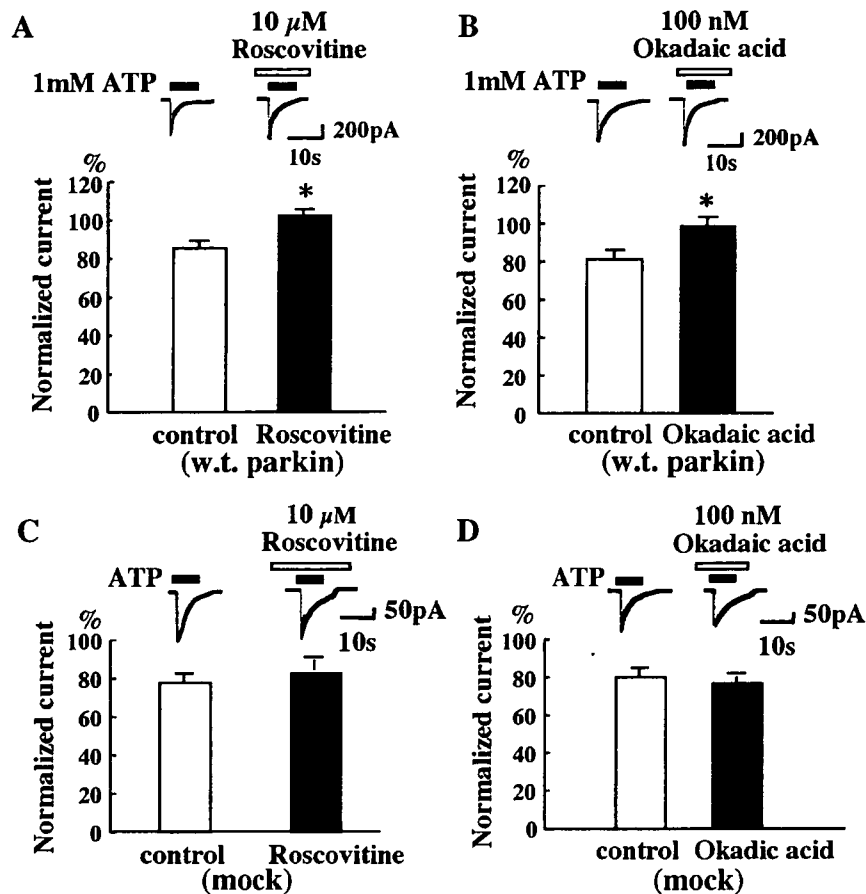 A
10 µM
Roscovitine
1mM ATP
200pA
10s
%
120
100
80
60
40
20
0
Normalized current
*
control Roscovitine
(w.t. parkin)
B
100 nM
Okadaic acid
1mM ATP
200pA
10s
%
120
100
80
60
40
20
0
Normalized current
*
control Okadaic acid
(w.t. parkin)
C
10 µM
Roscovitine
ATP
50pA
10s
%
100
80
60
40
20
0
Normalized current
control Roscovitine
(mock)
D
100 nM
Okadaic acid
ATP
50pA
10s
%
100
80
60
40
20
0
Normalized current
control Okadic acid
(mock)